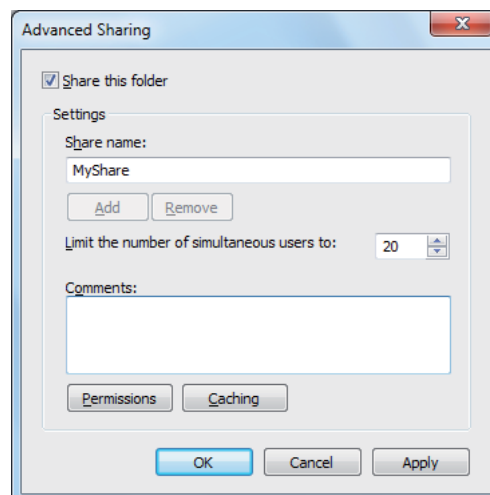 Advanced Sharing
Share this folder
Settings
Share name:
MyShare
Add Remove
Limit the number of simultaneous users to: 20
Comments:
Permissions Caching
OK Cancel Apply